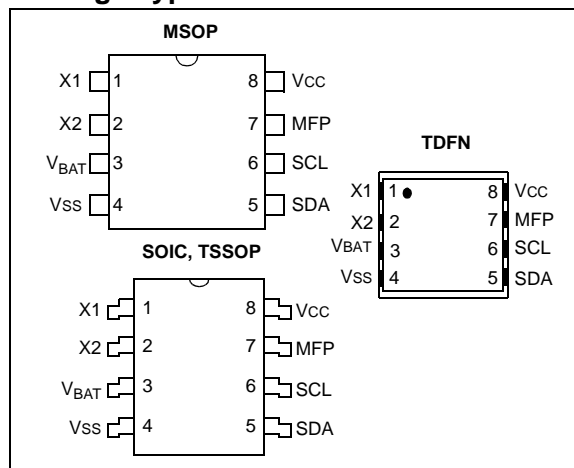 MSOP
X1 1 8 VCC
X2 2 7 MFP
VBAT 3 6 SCL
VSS 4 5 SDA
TDFN
X1 1 8 VCC
X2 2 7 MFP
VBAT 3 6 SCL
VSS 4 5 SDA
SOIC, TSSOP
X1 1 8 VCC
X2 2 7 MFP
VBAT 3 6 SCL
VSS 4 5 SDA